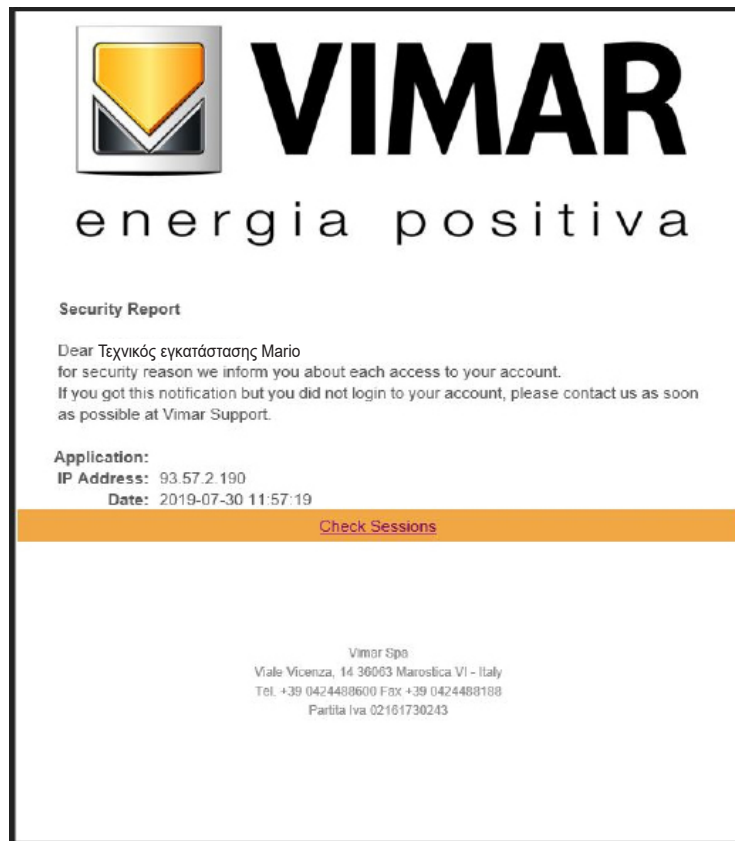 VIMAR
energia positiva
Security Report
Dear Τεχνικός εγκατάστασης Mario
for security reason we inform you about each access to your account.
If you got this notification but you did not login to your account, please contact us as soon
as possible at Vimar Support.
Application:
IP Address: 93.57.2.190
Date: 2019-07-30 11:57:19
Check Sessions
Vimar Spa
Viale Vicenza, 14 36063 Marostica VI - Italy
Tel. +39 0424488600 Fax +39 0424488188
Partita Iva 02161730243